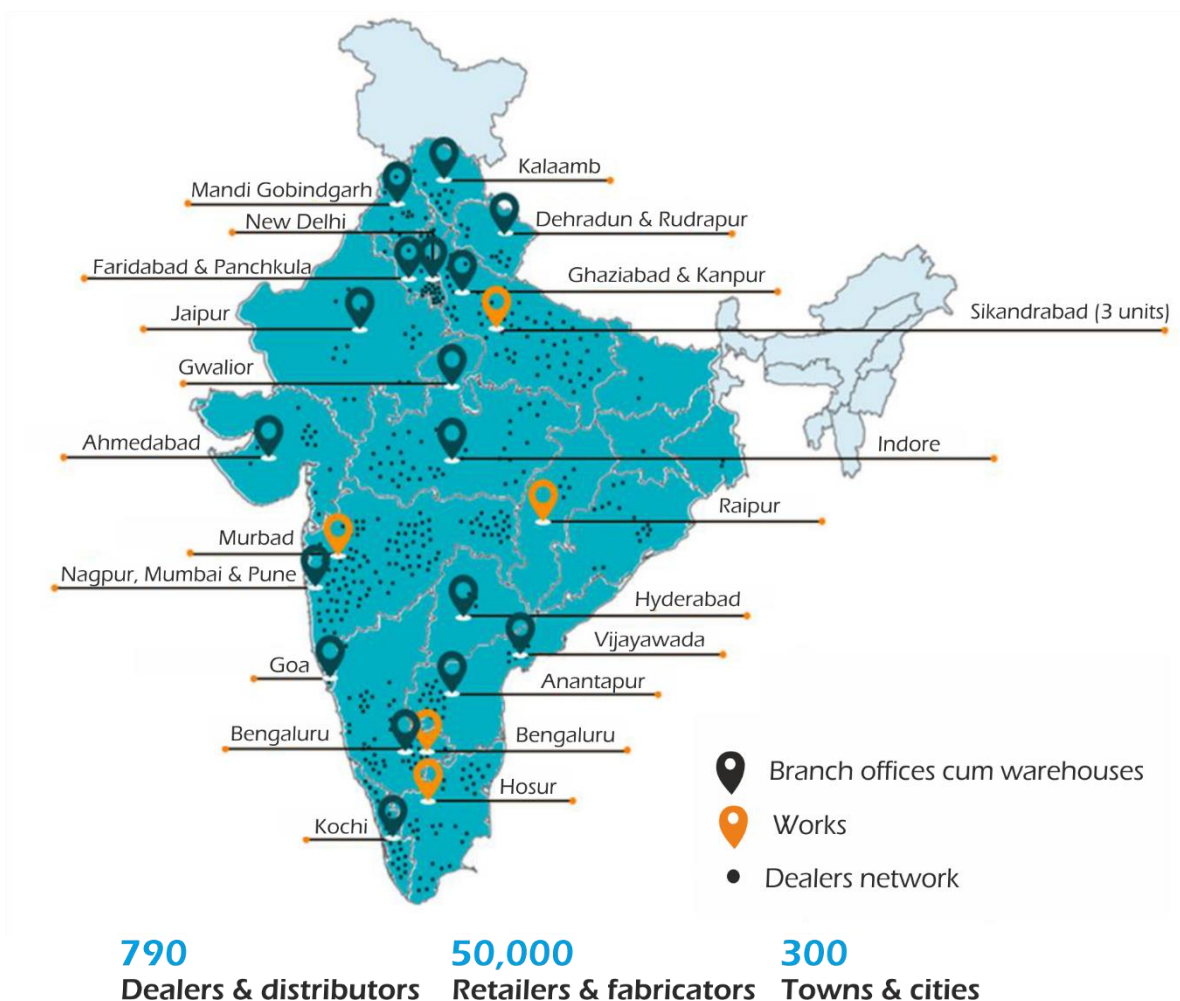 Kalaamb
Mandi Gobindgarh
New Delhi
Dehradun & Rudrapur
Faridabad & Panchkula
Ghaziabad & Kanpur
Jaipur
Sikandrabad (3 units)
Gwalior
Ahmedabad
Indore
Raipur
Murbad
Nagpur, Mumbai & Pune
Hyderabad
Vijayawada
Goa
Anantapur
Bengaluru
Bengaluru
Hosur
Kochi
Branch offices cum warehouses
Works
Dealers network
790
Dealers & distributors
50,000
Retailers & fabricators
300
Towns & cities